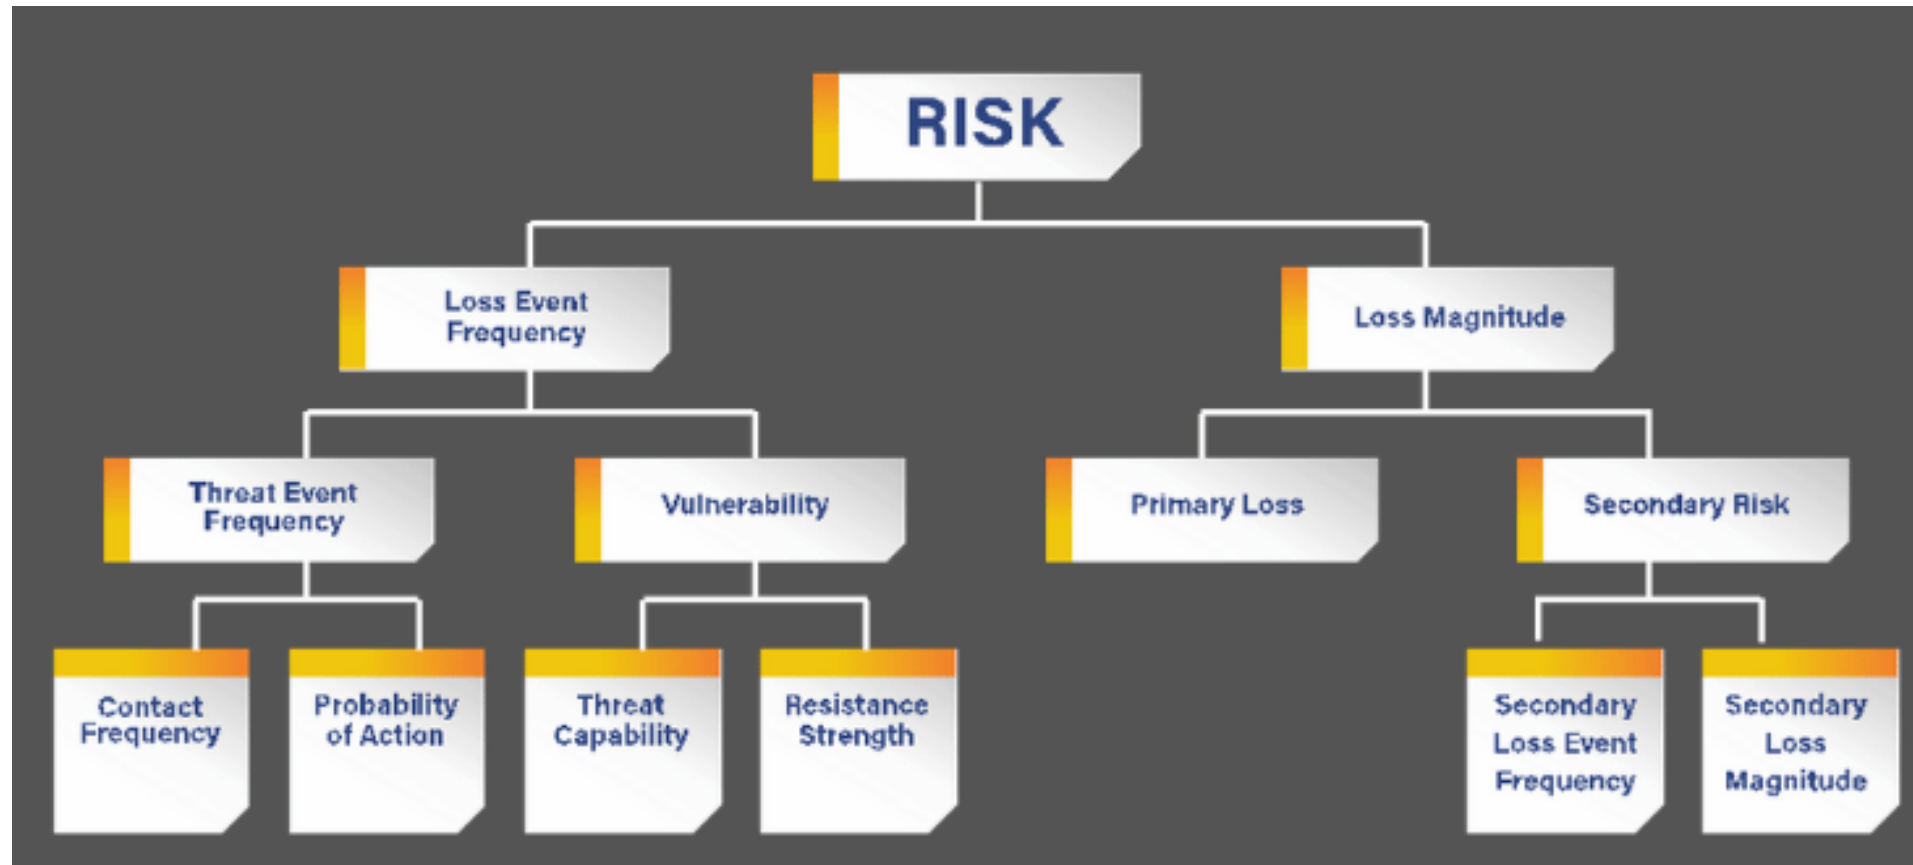 RISK
Loss Event
Frequency
Loss Magnitude
Threat Event
Frequency
Vulnerability
Primary Loss
Secondary Risk
Contact
Frequency
Probability
of Action
Threat
Capability
Resistance
Strength
Secondary
Loss Event
Frequency
Secondary
Loss
Magnitude